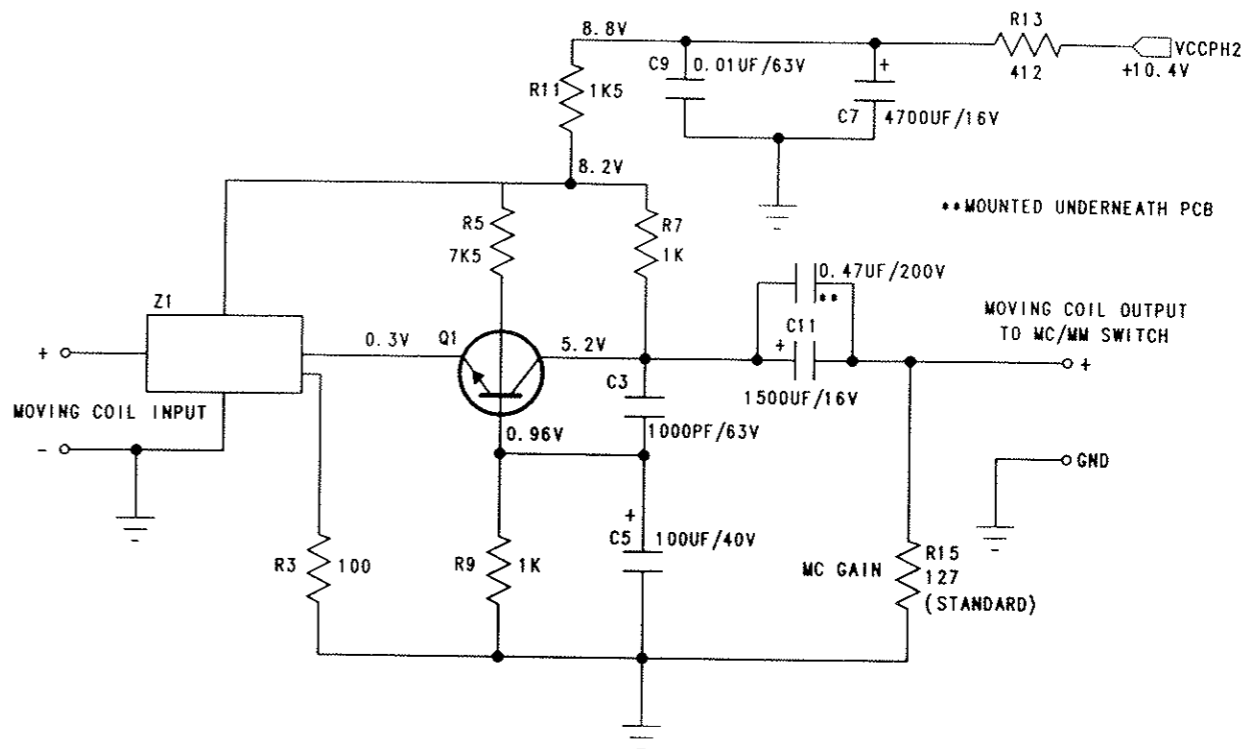 R13
8.8V
C9
0.01UF/63V
+
VCCPH2
412
+10.4V
R11
1K5
C7
4700UF/16V
8.2V
**MOUNTED UNDERNEATH PCB
R5
7K5
R7
1K
0.47UF/200V
**
Z1
MOVING COIL OUTPUT
TO MC/MM SWITCH
C11
+
0.3V
Q1
5.2V
+
+
C3
1500UF/16V
MOVING COIL INPUT
1000PF/63V
0.96V
-
GND
+
C5
100UF/40V
R3
100
R9
1K
MC GAIN
R15
127
(STANDARD)